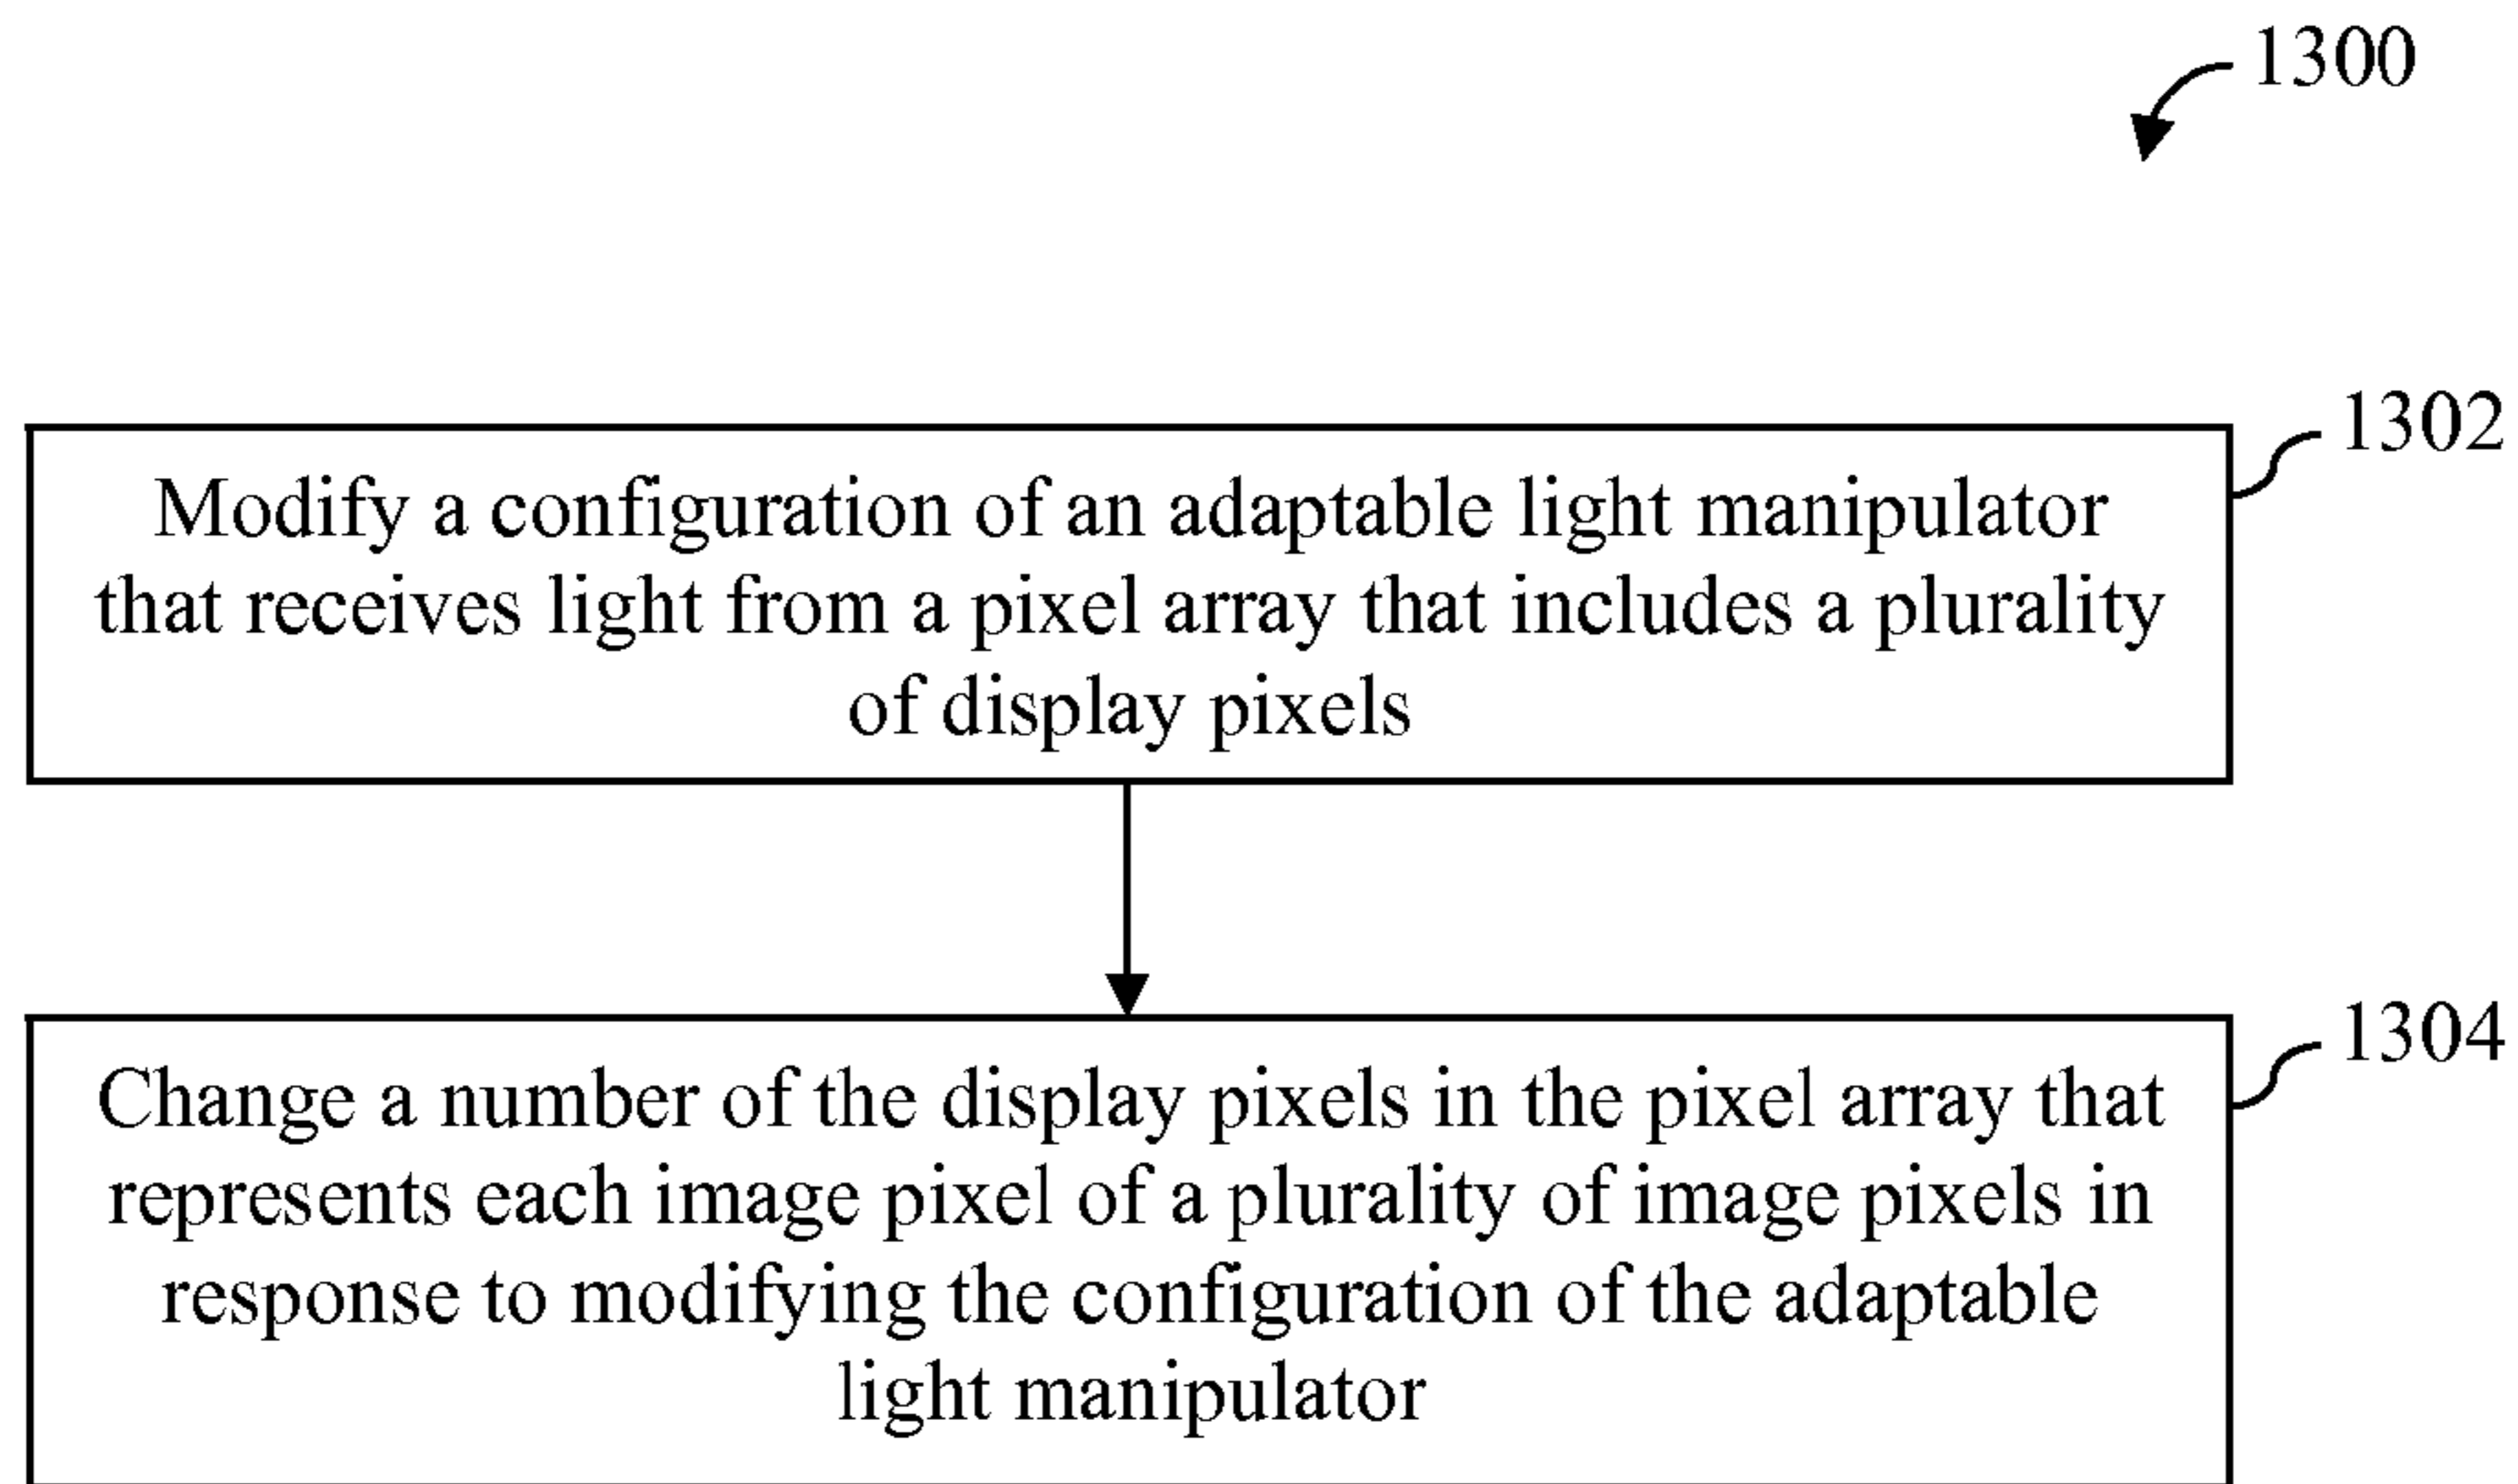 1300
1302
Modify a configuration of an adaptable light manipulator
that receives light from a pixel array that includes a plurality
of display pixels
1304
Change a number of the display pixels in the pixel array that
represents each image pixel of a plurality of image pixels in
response to modifying the configuration of the adaptable
light manipulator